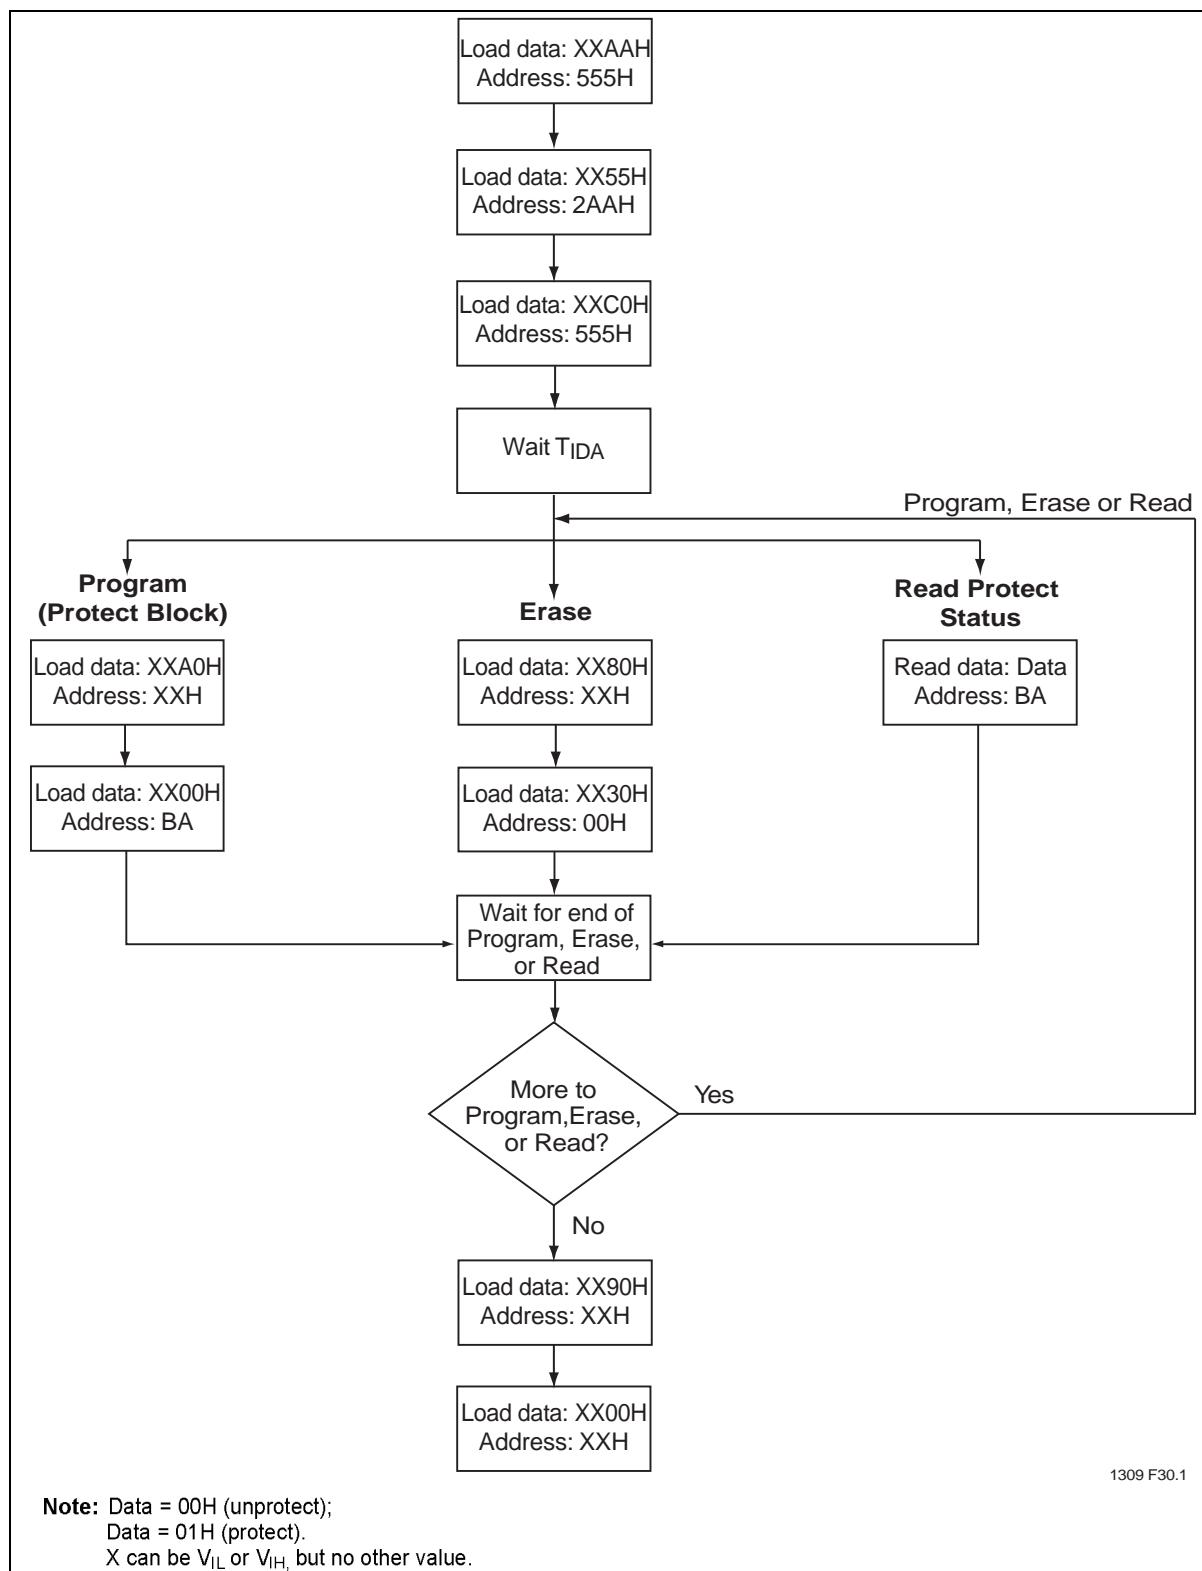 Load data: XXAAH
Address: 555H
Load data: XX55H
Address: 2AAH
Load data: XXC0H
Address: 555H
Wait TIDA
Program, Erase or Read
Program
(Protect Block)
Load data: XXA0H
Address: XXH
Load data: XX00H
Address: BA
Erase
Load data: XX80H
Address: XXH
Load data: XX30H
Address: 00H
Read Protect
Status
Read data: Data
Address: BA
Wait for end of
Program, Erase,
or Read
More to
Program,Erase,
or Read?
Yes
No
Load data: XX90H
Address: XXH
Load data: XX00H
Address: XXH
1309 F30.1
Note: Data = 00H (unprotect);
Data = 01H (protect).
X can be VIL or VIH, but no other value.